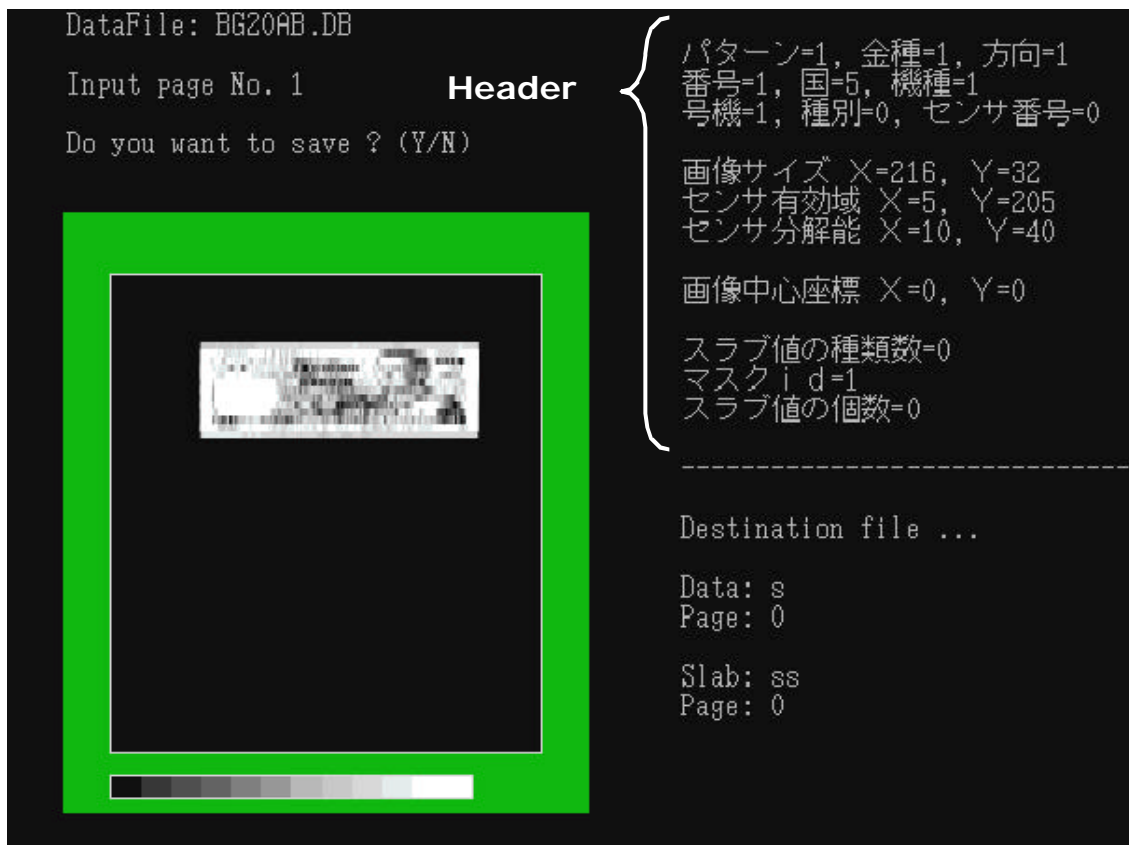 DataFile: BG20AB.DB
Input page No. 1
Do you want to save ? (Y/N)
Header
パターン=1, 金種=1, 方向=1
番号=1, 国=5, 機種=1
号機=1, 種別=0, センサ番号=0
画像サイズ X=216, Y=32
センサ有効域 X=5, Y=205
センサ分解能 X=10, Y=40
画像中心座標 X=0, Y=0
スラブ値の種類数=0
マスクid=1
スラブ値の個数=0
------------------------------
Destination file ...
Data: s
Page: 0
Slab: ss
Page: 0